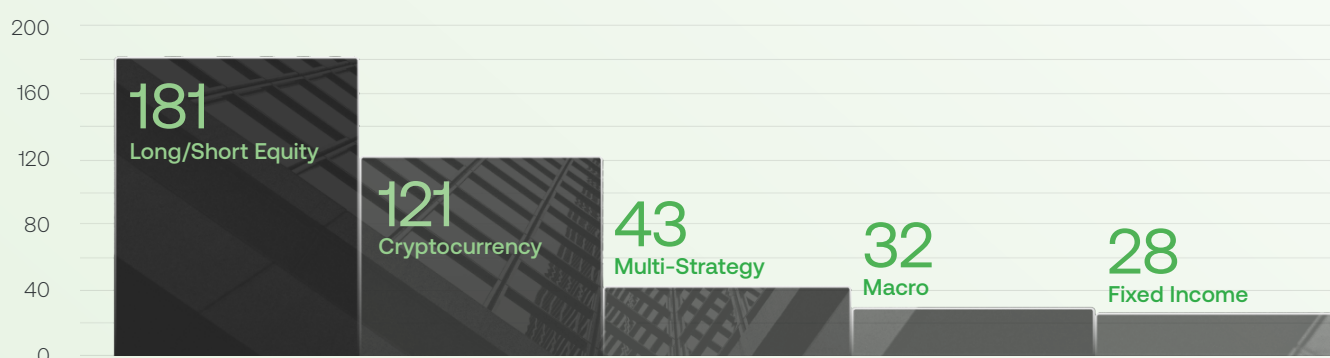 200
160
120
80
40
0
181
Long/Short Equity
121
Cryptocurrency
43
Multi-Strategy
32
Macro
28
Fixed Income